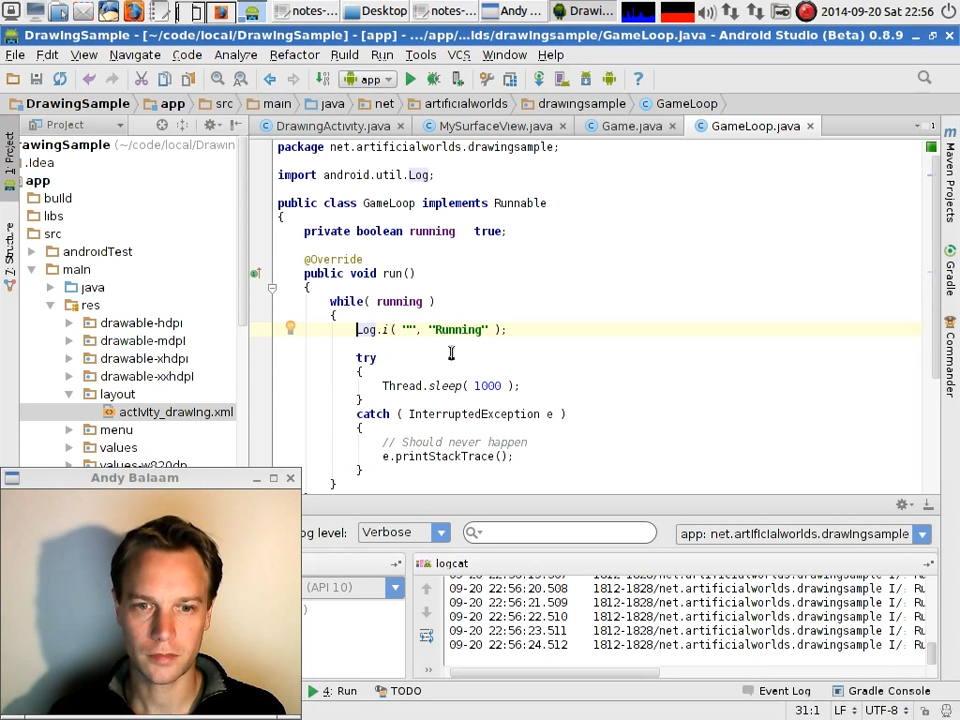 notes-...
Desktop
notes-...
Andy ...
Drawi...
2014-09-20 Sat 22:56
DrawingSample - [~/code/local/DrawingSample] - [app] - .../app/...lds/drawingsample/GameLoop.java - Android Studio (Beta) 0.8.9
File Edit View Navigate Code Analyze Refactor Build Run Tools VCS Window Help
app
DrawingSample app src main java net artificialworlds drawingsample GameLoop
Project
DrawingActivity.java MySurfaceView.java Game.java GameLoop.java
1: Project
7: Structure
Maven Projects
Gradle
Commander
rawingSample (~/code/local/Drawin
.idea
app
build
libs
src
androidTest
main
java
res
drawable-hdpi
drawable-mdpi
drawable-xhdpi
drawable-xxhdpi
layout
activity_drawing.xml
menu
values
values-w820dp
package net.artificialworlds.drawingsample;
import android.util.Log;
public class GameLoop implements Runnable
{
private boolean running true;
@Override
public void run()
{
while( running )
{
Log.i( "", "Running" );
try
{
Thread.sleep( 1000 );
}
catch ( InterruptedException e )
{
// Should never happen
e.printStackTrace();
}
}
Andy Balaam
og level: Verbose
app: net.artificialworlds.drawingsample
(API 10)
logcat
09-20 22:56:20.508 1812-1828/net.artificialworlds.drawingsample I/: Ru
09-20 22:56:21.509 1812-1828/net.artificialworlds.drawingsample I/: Ru
09-20 22:56:22.510 1812-1828/net.artificialworlds.drawingsample I/: Ru
09-20 22:56:23.511 1812-1828/net.artificialworlds.drawingsample I/: Ru
09-20 22:56:24.512 1812-1828/net.artificialworlds.drawingsample I/: Ru
4: Run TODO Event Log Gradle Console
31:1 LF UTF-8